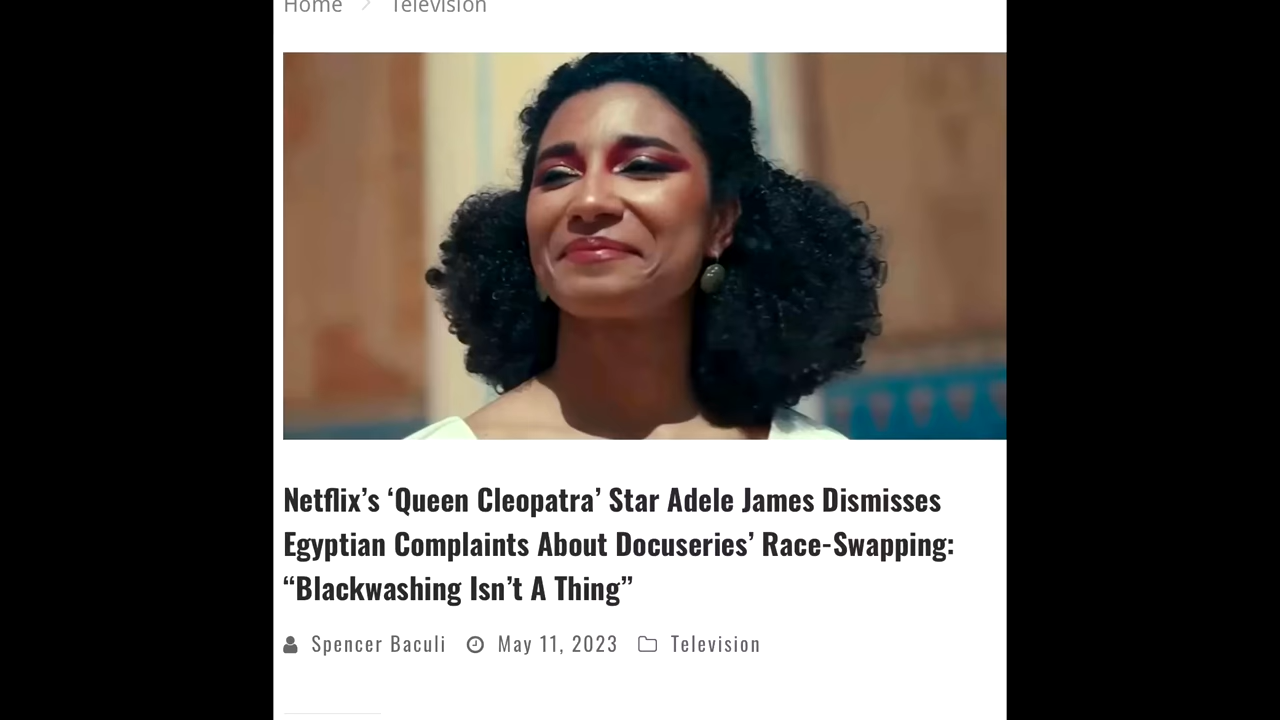 Home > Television
Netflix’s ‘Queen Cleopatra’ Star Adele James Dismisses
Egyptian Complaints About Docuseries’ Race-Swapping:
“Blackwashing Isn’t A Thing”
Spencer Baculi May 11, 2023 Television